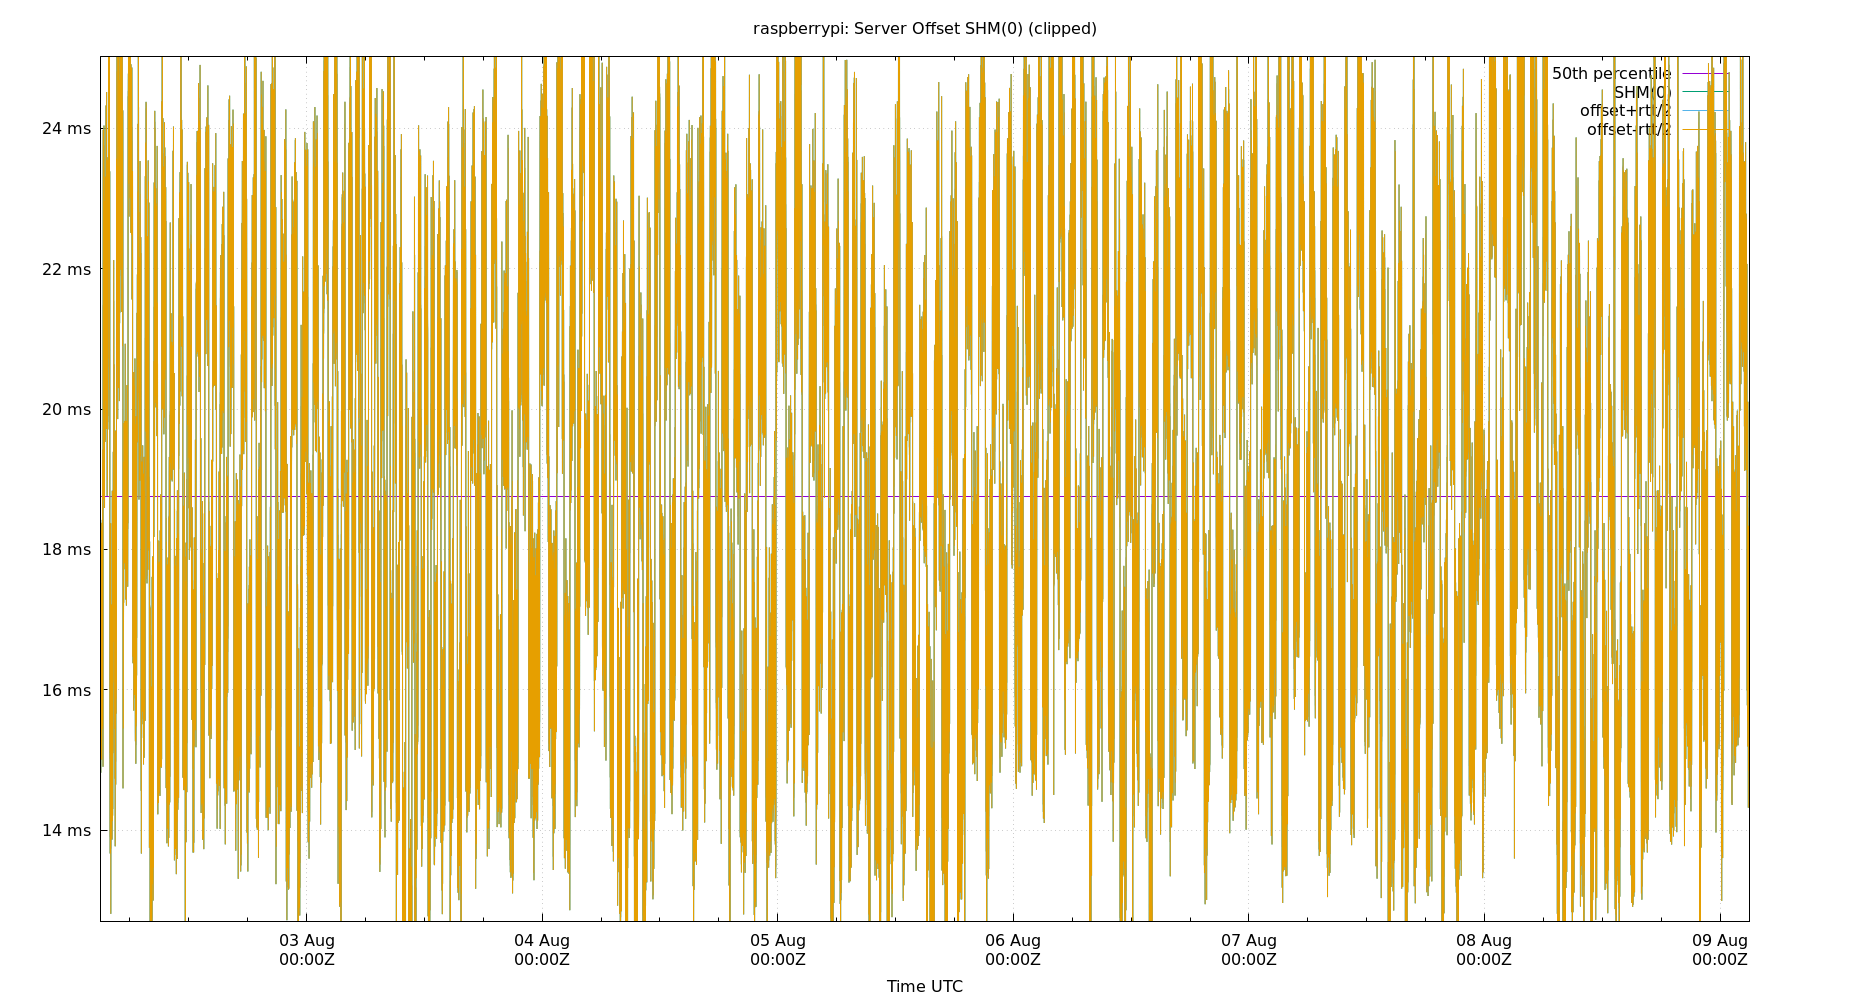 raspberrypi: Server Offset SHM(0) (clipped)
50th percentile
SHM(0)
offset+rtt/2
offset-rtt/2
24 ms
22 ms
20 ms
18 ms
16 ms
14 ms
03 Aug
00:00Z
04 Aug
00:00Z
05 Aug
00:00Z
06 Aug
00:00Z
07 Aug
00:00Z
08 Aug
00:00Z
09 Aug
00:00Z
Time UTC